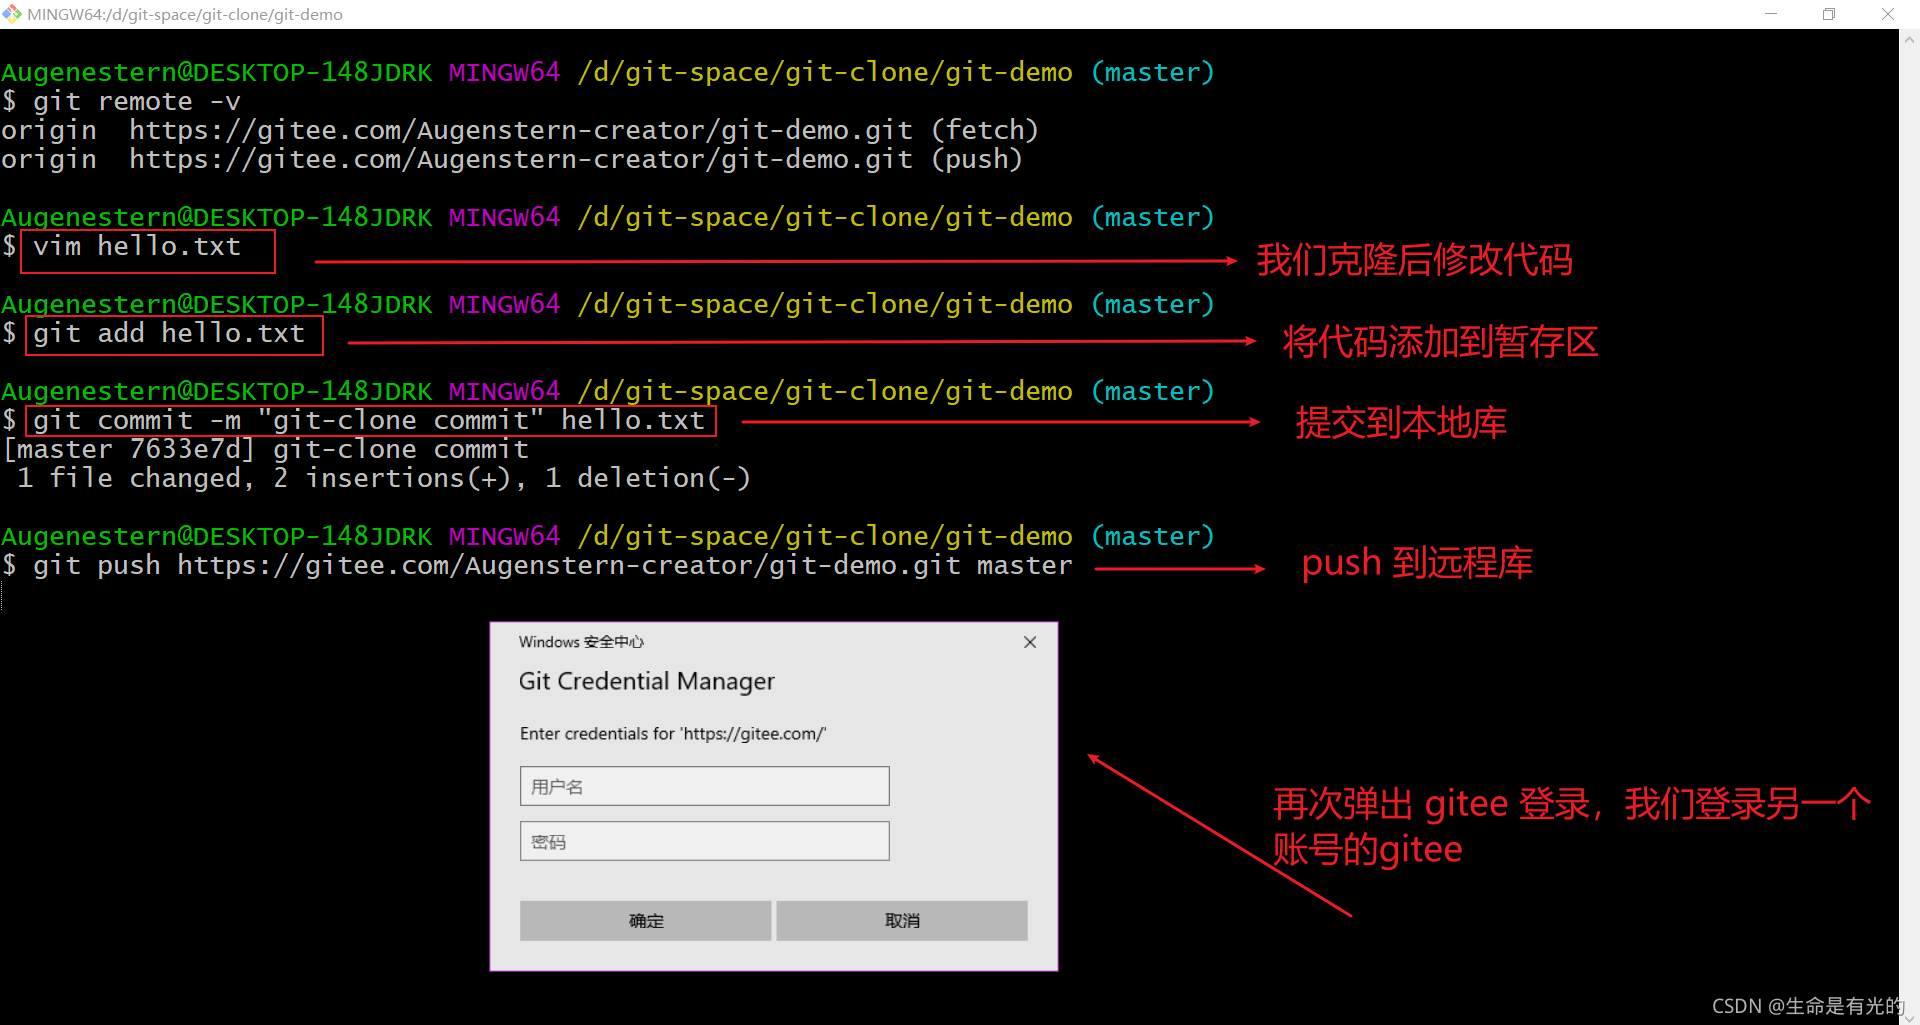 MINGW64:/d/git-space/git-clone/git-demo
Augenestern@DESKTOP-148JDRK MINGW64 /d/git-space/git-clone/git-demo (master)
$ git remote -v
origin  https://gitee.com/Augenstern-creator/git-demo.git (fetch)
origin  https://gitee.com/Augenstern-creator/git-demo.git (push)
Augenestern@DESKTOP-148JDRK MINGW64 /d/git-space/git-clone/git-demo (master)
$ vim hello.txt
我们克隆后修改代码
Augenestern@DESKTOP-148JDRK MINGW64 /d/git-space/git-clone/git-demo (master)
$ git add hello.txt
将代码添加到暂存区
Augenestern@DESKTOP-148JDRK MINGW64 /d/git-space/git-clone/git-demo (master)
$ git commit -m "git-clone commit" hello.txt
提交到本地库
[master 7633e7d] git-clone commit
 1 file changed, 2 insertions(+), 1 deletion(-)
Augenestern@DESKTOP-148JDRK MINGW64 /d/git-space/git-clone/git-demo (master)
$ git push https://gitee.com/Augenstern-creator/git-demo.git master
push 到远程库
Windows 安全中心
Git Credential Manager
Enter credentials for 'https://gitee.com/'
用户名
密码
确定
取消
再次弹出 gitee 登录，我们登录另一个
账号的gitee
CSDN @生命是有光的